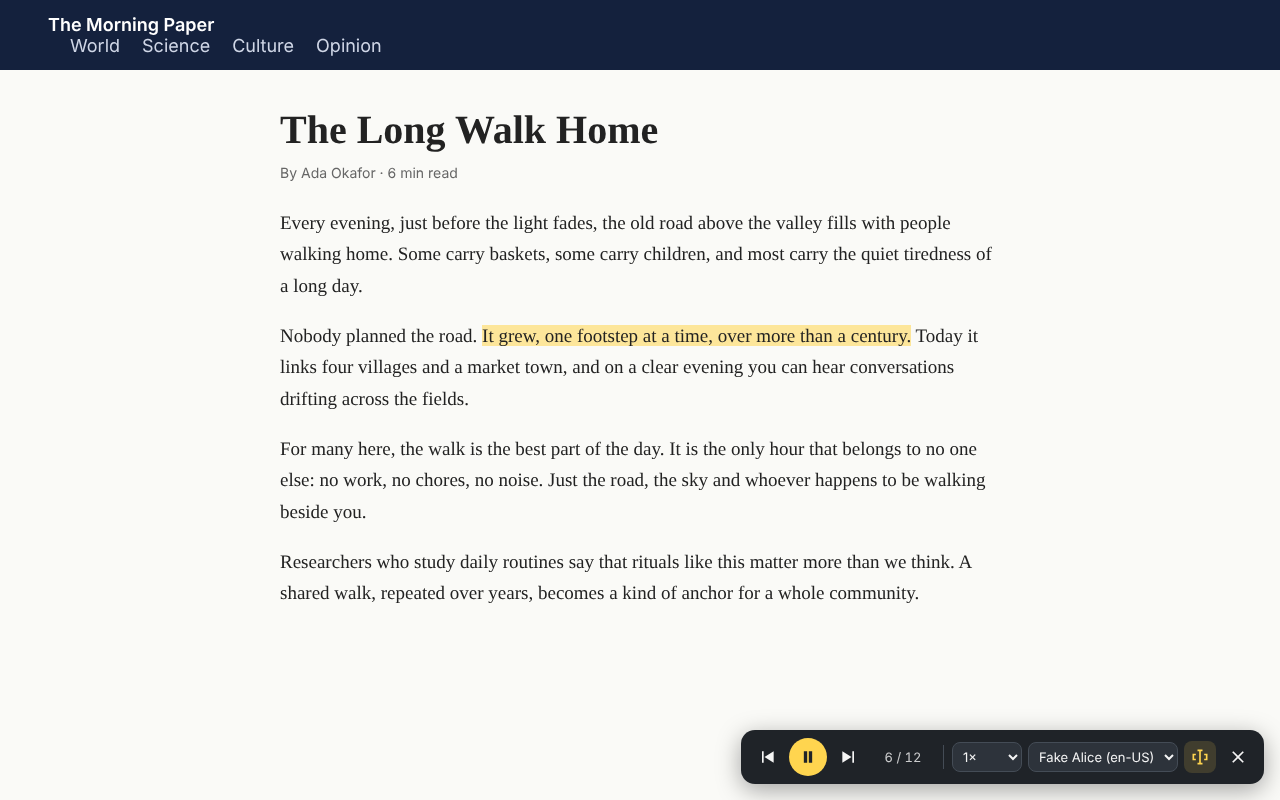 The Morning Paper
World Science Culture Opinion
The Long Walk Home
By Ada Okafor · 6 min read
Every evening, just before the light fades, the old road above the valley fills with people
walking home. Some carry baskets, some carry children, and most carry the quiet tiredness of
a long day.
Nobody planned the road. It grew, one footstep at a time, over more than a century. Today it
links four villages and a market town, and on a clear evening you can hear conversations
drifting across the fields.
For many here, the walk is the best part of the day. It is the only hour that belongs to no one
else: no work, no chores, no noise. Just the road, the sky and whoever happens to be walking
beside you.
Researchers who study daily routines say that rituals like this matter more than we think. A
shared walk, repeated over years, becomes a kind of anchor for a whole community.
6 / 12 1× Fake Alice (en-US)